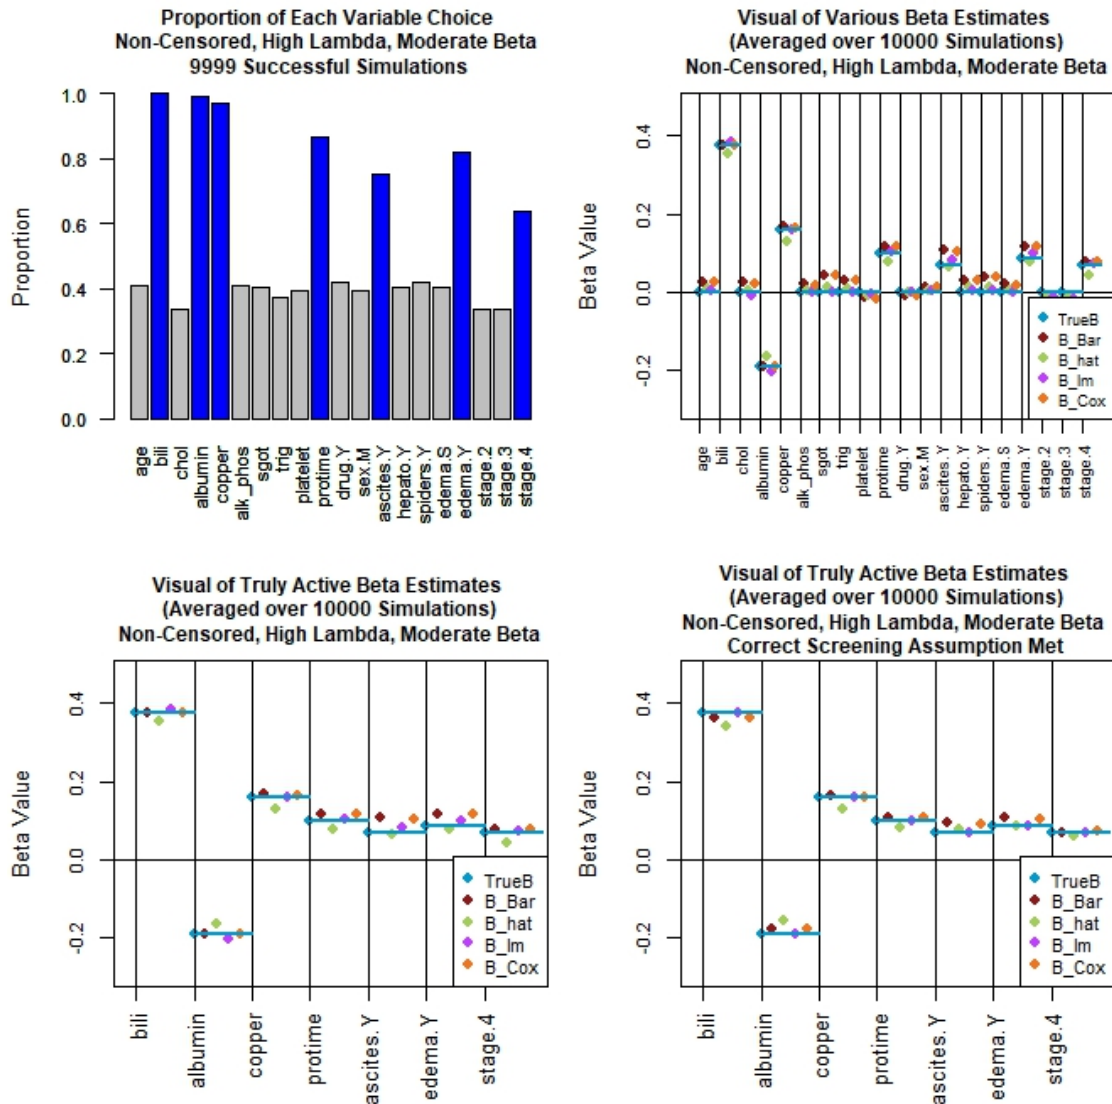 Proportion of Each Variable Choice
Non-Censored, High Lambda, Moderate Beta
9999 Successful Simulations
Proportion
1.0
0.8
0.6
0.4
0.2
0.0
age
bili
chol
albumin
copper
alk_phos
sgot
trig
platelet
protime
drug.Y
sex.M
ascites.Y
hepato.Y
spiders.Y
edema.S
edema.Y
stage.2
stage.3
stage.4
Visual of Various Beta Estimates
(Averaged over 10000 Simulations)
Non-Censored, High Lambda, Moderate Beta
Beta Value
0.4
0.2
0.0
-0.2
TrueB
B_Bar
B_hat
B_lm
B_Cox
age
bili
chol
albumin
copper
alk_phos
sgot
trig
platelet
protime
drug.Y
sex.M
ascites.Y
hepato.Y
spiders.Y
edema.S
edema.Y
stage.2
stage.3
stage.4
Visual of Truly Active Beta Estimates
(Averaged over 10000 Simulations)
Non-Censored, High Lambda, Moderate Beta
Beta Value
0.4
0.2
0.0
-0.2
TrueB
B_Bar
B_hat
B_lm
B_Cox
bili
albumin
copper
protime
ascites.Y
edema.Y
stage.4
Visual of Truly Active Beta Estimates
(Averaged over 10000 Simulations)
Non-Censored, High Lambda, Moderate Beta
Correct Screening Assumption Met
Beta Value
0.4
0.2
0.0
-0.2
TrueB
B_Bar
B_hat
B_lm
B_Cox
bili
albumin
copper
protime
ascites.Y
edema.Y
stage.4